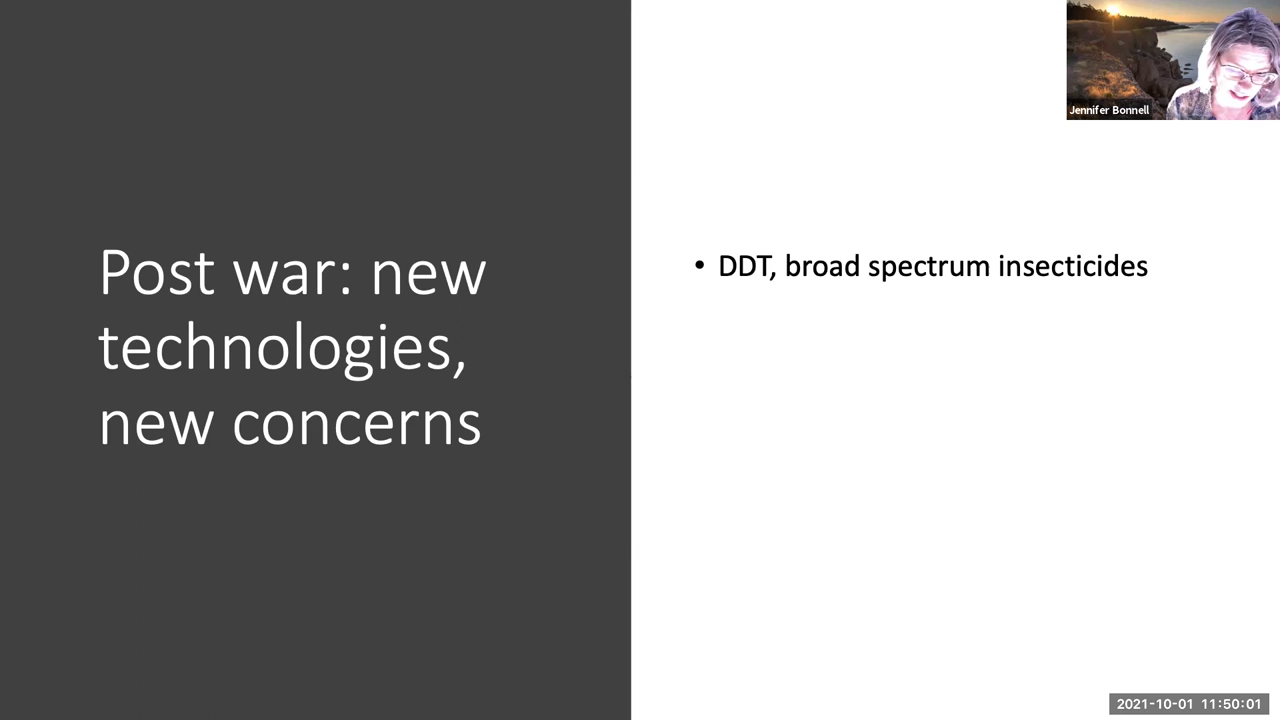 Jennifer Bonnell
Post war: new
technologies,
new concerns
• DDT, broad spectrum insecticides
2021-10-01 11:50:01